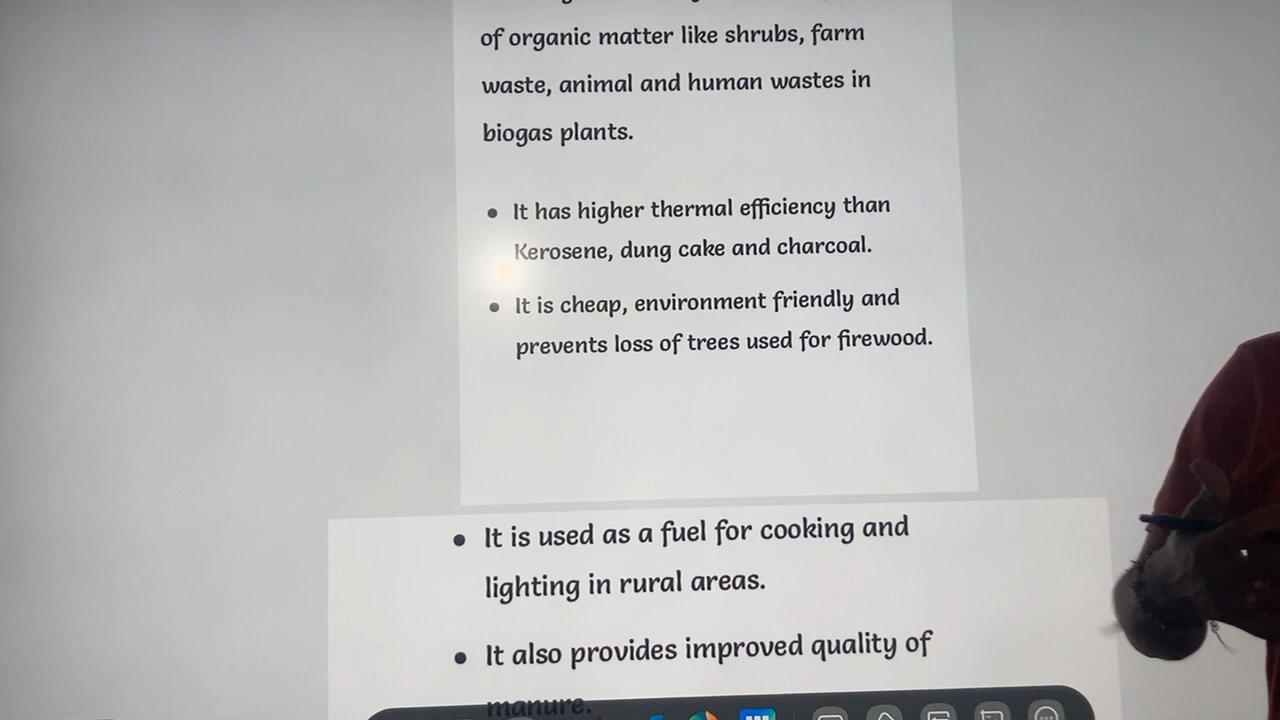 of organic matter like shrubs, farm
waste, animal and human wastes in
biogas plants.
• It has higher thermal efficiency than
Kerosene, dung cake and charcoal.
• It is cheap, environment friendly and
prevents loss of trees used for firewood.
• It is used as a fuel for cooking and
lighting in rural areas.
• It also provides improved quality of
manure.